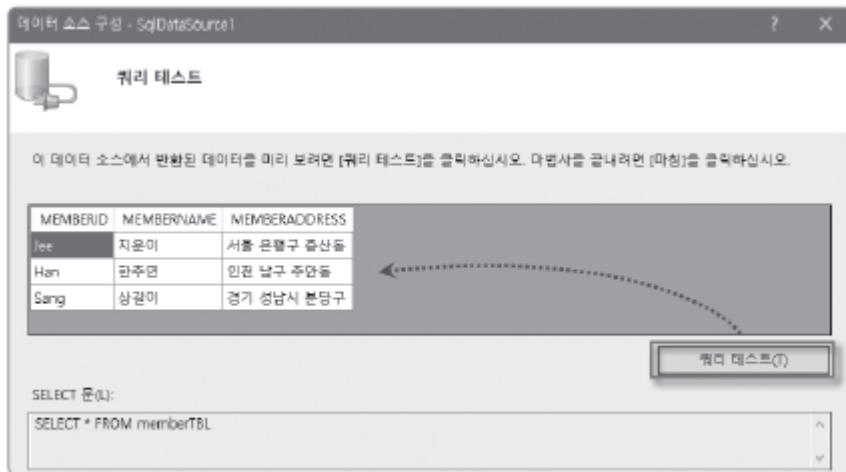 데이터 소스 구성 - SqlDataSource1 ? ×
쿼리 테스트
이 데이터 소스에서 반환된 데이터를 미리 보려면 [쿼리 테스트]를 클릭하십시오. 마법사를 끝내려면 [마침]을 클릭하십시오.
MEMBERID MEMBERNAME MEMBERADDRESS
Jee 지운이 서울 은평구 증산동
Han 한주연 인천 남구 주안동
Sang 상길이 경기 성남시 분당구
쿼리 테스트(T)
SELECT 문(L):
SELECT * FROM memberTBL